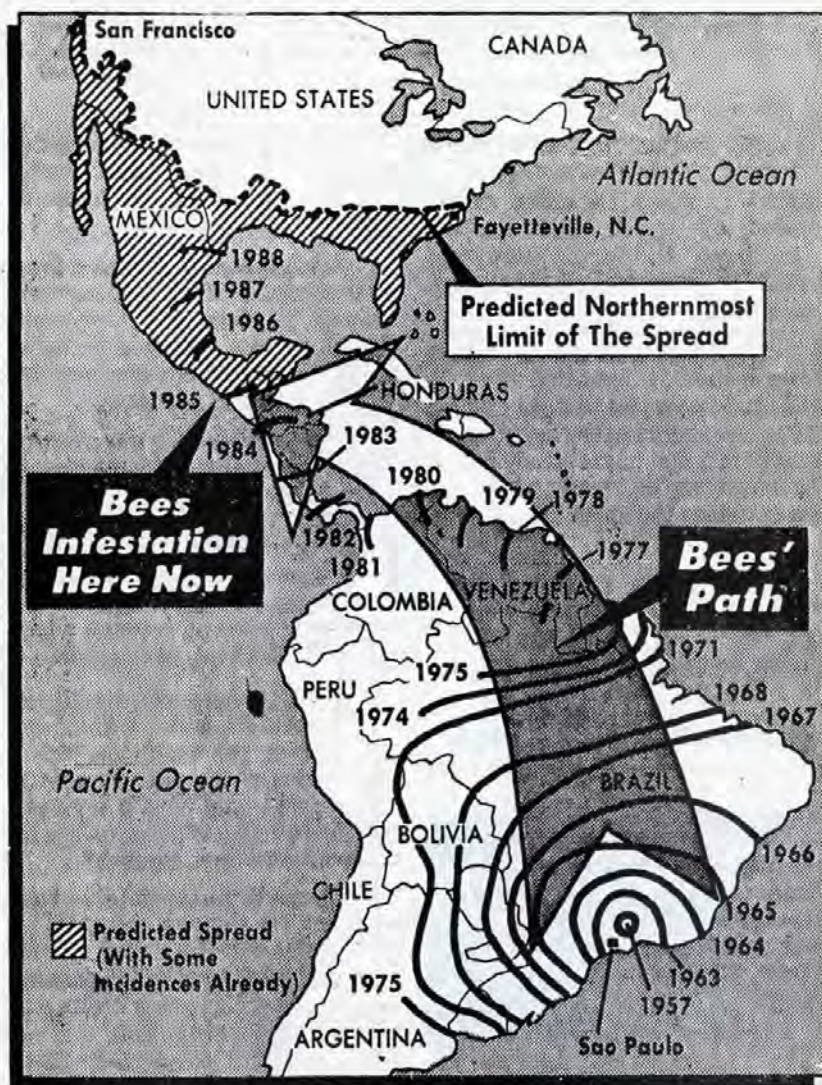 San Francisco
CANADA
UNITED STATES
Atlantic Ocean
MEXICO
Fayetteville, N.C.
1988
1987
1986
Predicted Northernmost
Limit of The Spread
1985
HONDURAS
1984
1983
Bees
Infestation
Here Now
1980
1979
1978
1982
1981
1977
Bees'
Path
VENEZUELA
COLOMBIA
1975
1971
PERU
1974
1968
1967
Pacific Ocean
BRAZIL
BOLIVIA
1966
CHILE
1965
Predicted Spread
(With Some
Incidences Already)
1964
1963
1975
1957
ARGENTINA
Sao Paulo